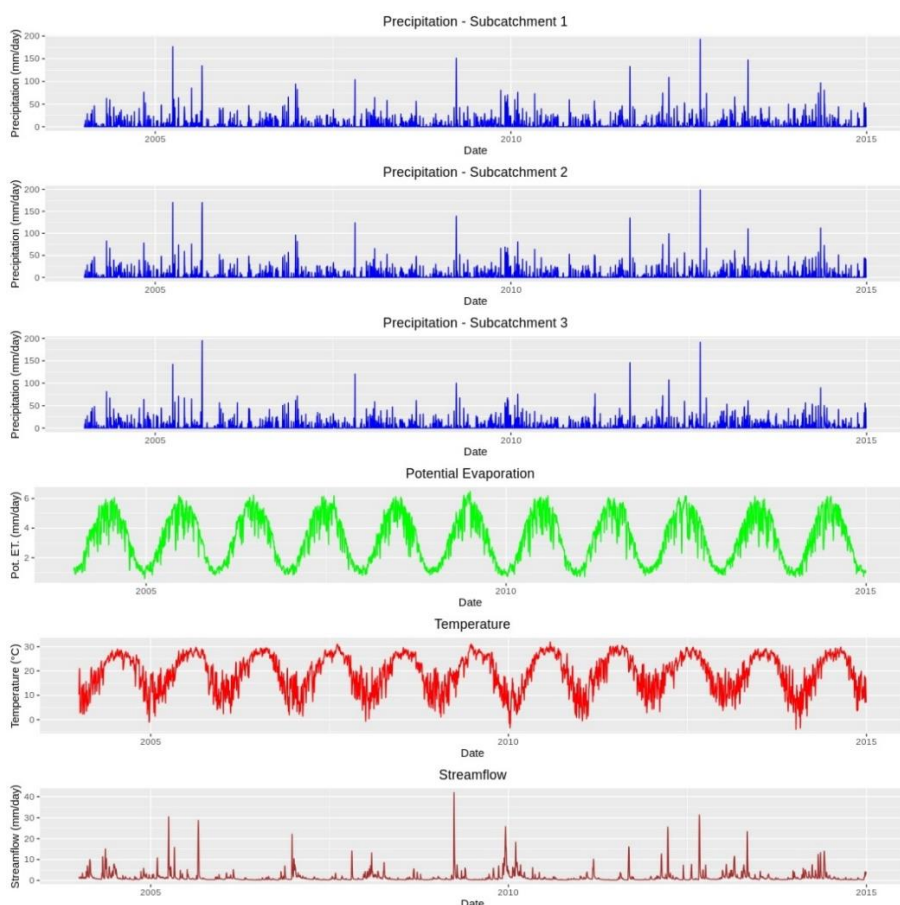 Precipitation - Subcatchment 1
Precipitation (mm/day)
200
150
100
50
0
2005 2010 2015
Date
Precipitation - Subcatchment 2
Precipitation (mm/day)
200
150
100
50
0
2005 2010 2015
Date
Precipitation - Subcatchment 3
Precipitation (mm/day)
200
150
100
50
0
2005 2010 2015
Date
Potential Evaporation
Pot. ET. (mm/day)
6
4
2
2005 2010 2015
Date
Temperature
Temperature (°C)
30
20
10
0
2005 2010 2015
Date
Streamflow
Streamflow (mm/day)
40
30
20
10
0
2005 2010 2015
Date